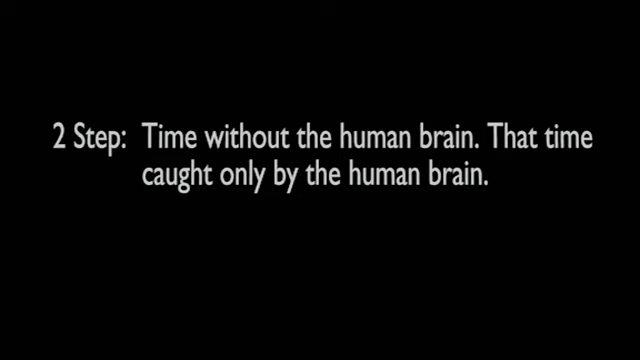 2 Step: Time without the human brain. That time
caught only by the human brain.